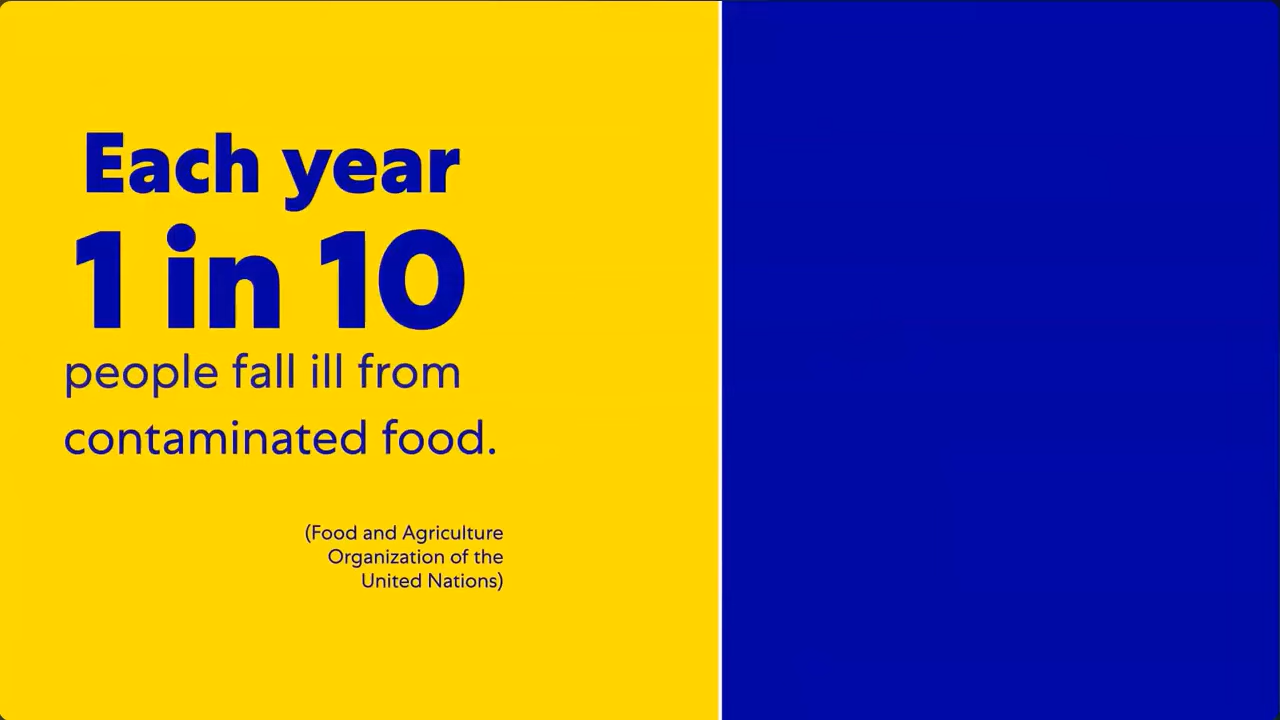 Each year
1 in 10
people fall ill from
contaminated food.
(Food and Agriculture
Organization of the
United Nations)